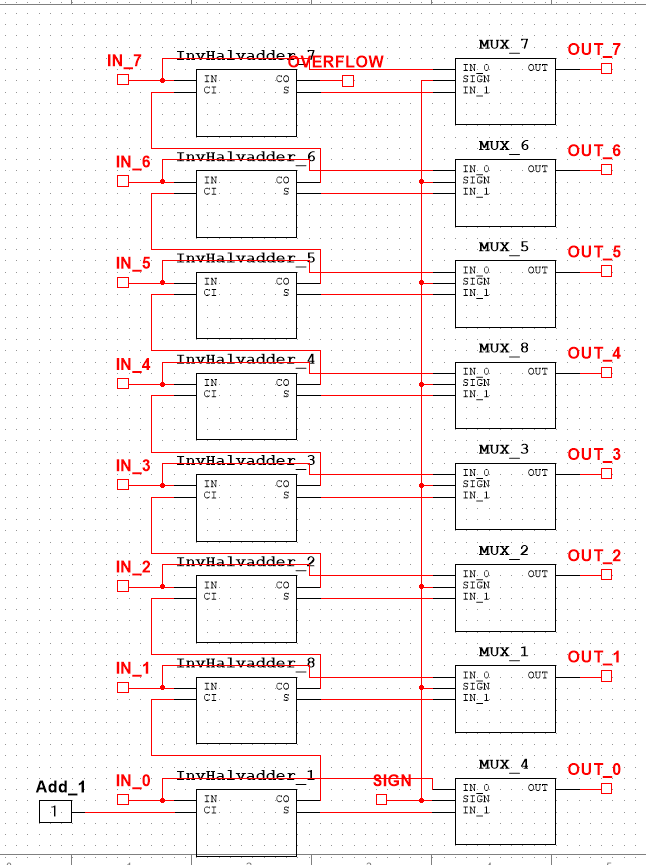 MUX_7
OUT_7
IN_7
InvHalvadder_7
OVERFLOW
IN CO
CI S
IN_0 OUT
SIGN
IN_1
MUX_6
OUT_6
IN_6
InvHalvadder_6
IN CO
CI S
IN_0 OUT
SIGN
IN_1
MUX_5
OUT_5
IN_5
InvHalvadder_5
IN CO
CI S
IN_0 OUT
SIGN
IN_1
MUX_8
OUT_4
IN_4
InvHalvadder_4
IN CO
CI S
IN_0 OUT
SIGN
IN_1
MUX_3
OUT_3
IN_3
InvHalvadder_3
IN CO
CI S
IN_0 OUT
SIGN
IN_1
MUX_2
OUT_2
IN_2
InvHalvadder_2
IN CO
CI S
IN_0 OUT
SIGN
IN_1
MUX_1
OUT_1
IN_1
InvHalvadder_8
IN CO
CI S
IN_0 OUT
SIGN
IN_1
MUX_4
OUT_0
Add_1
1
IN_0
InvHalvadder_1
SIGN
IN CO
CI S
IN_0 OUT
SIGN
IN_1